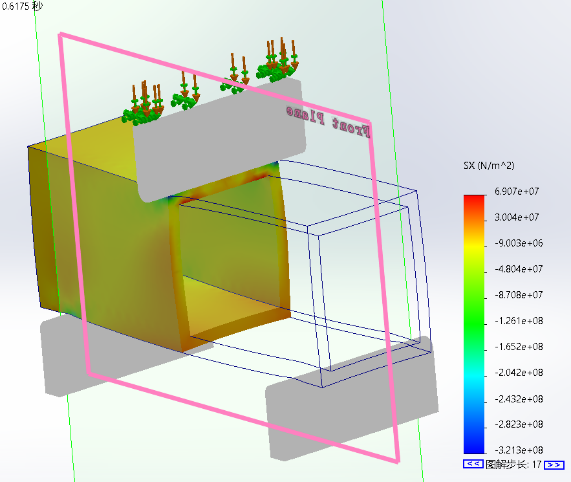 0.6175 秒
Front Plane
SX (N/m^2)
6.907e+07
3.004e+07
-9.003e+06
-4.804e+07
-8.708e+07
-1.261e+08
-1.652e+08
-2.042e+08
-2.432e+08
-2.823e+08
-3.213e+08
<< 图解步长: 17 >>